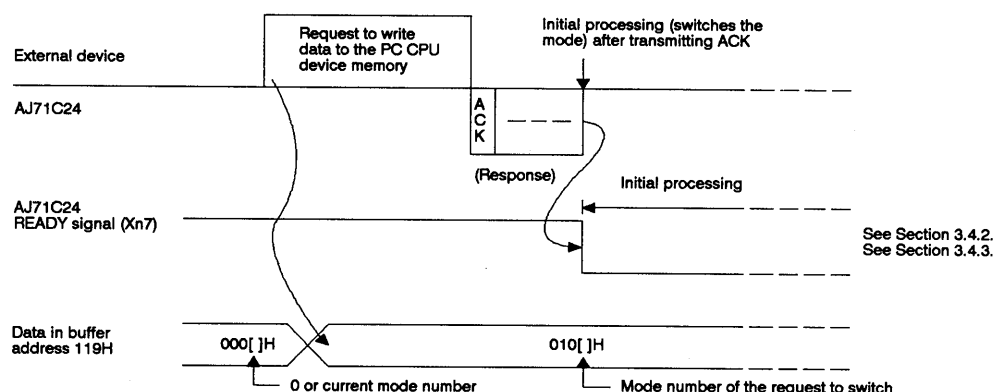 Request to write
data to the PC CPU
device memory
Initial processing (switches the
mode) after transmitting ACK
External device
AJ71C24
A
C
K
(Response)
Initial processing
AJ71C24
READY signal (Xn7)
See Section 3.4.2.
See Section 3.4.3.
Data in buffer
address 119H
000[ ]H
010[ ]H
0 or current mode number
Mode number of the request to switch